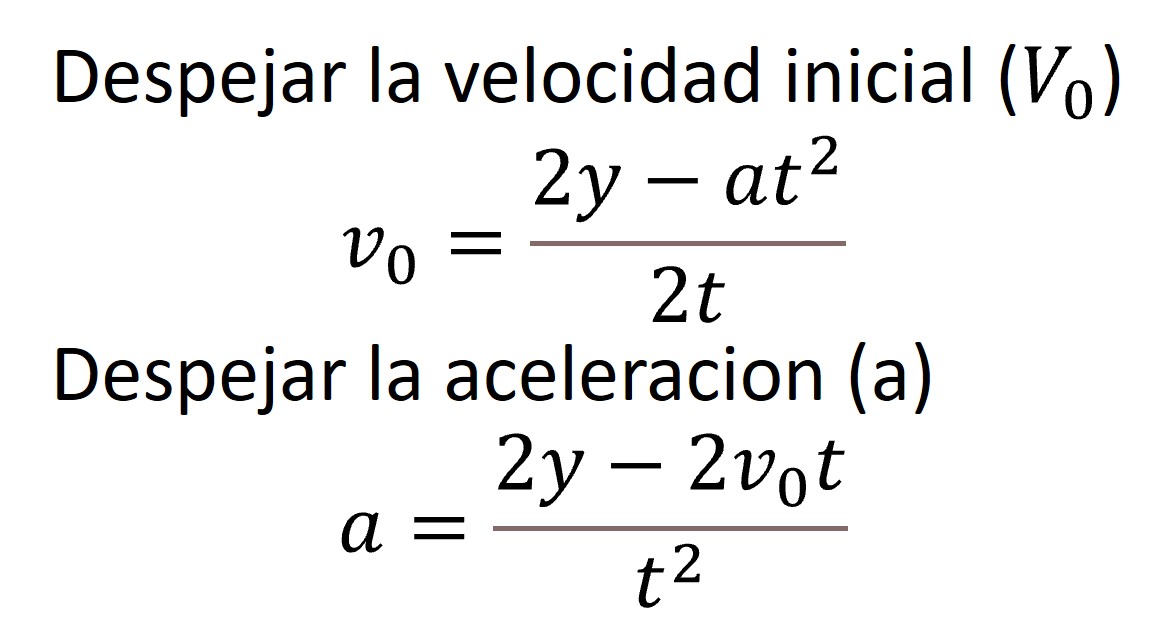 Despejar la velocidad inicial (V₀)
v₀ = (2y − at²) / 2t
Despejar la aceleracion (a)
a = (2y − 2v₀t) / t²